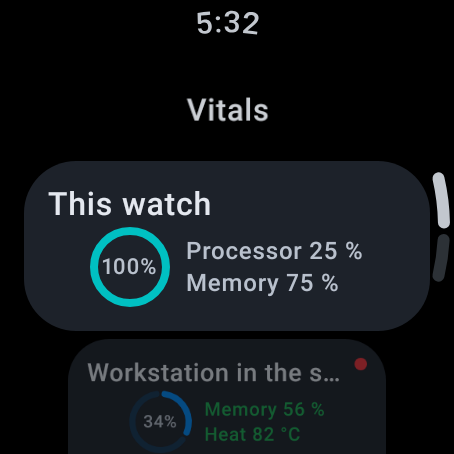 5:32
Vitals
This watch
100%
Processor 25 %
Memory 75 %
Workstation in the s…
34%
Memory 56 %
Heat 82 °C